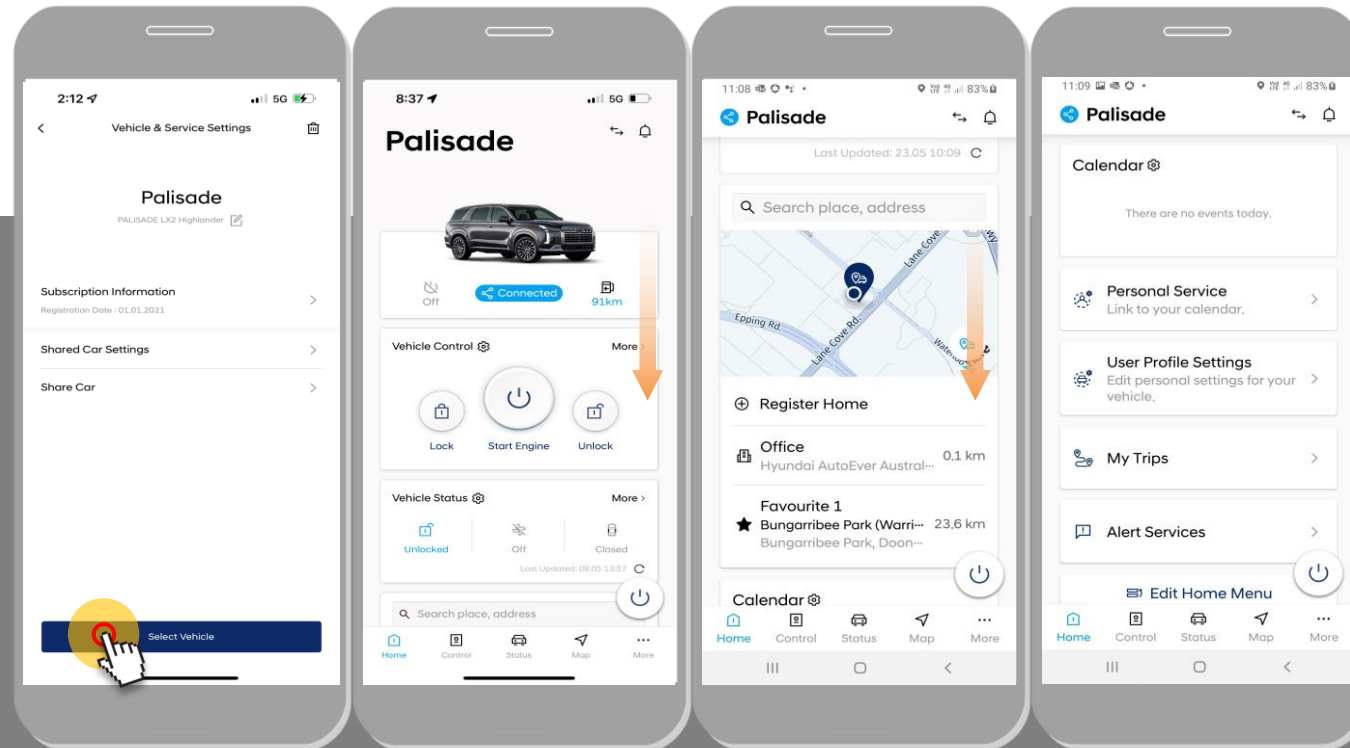 2:12
5G
Vehicle & Service Settings
Palisade
PALISADE LX2 Highlander
Subscription Information
Registration Date : 01.01.2021
Shared Car Settings
Share Car
Select Vehicle
8:37
5G
Palisade
Off
Connected
91km
Vehicle Control
More >
Lock
Start Engine
Unlock
Vehicle Status
More >
Unlocked
Off
Closed
Last Updated: 09.05 13:57
Search place, address
Home
Control
Status
Map
More
11:08
83%
Palisade
Last Updated: 23.05 10:09
Search place, address
Lane Cove
Wy
Epping Rd.
Lane Cove Rd.
Register Home
Office
0,1 km
Hyundai AutoEver Austral···
Favourite 1
Bungarribee Park (Warri···
23,6 km
Bungarribee Park, Doon···
Calendar
Home
Control
Status
Map
More
11:09
83%
Palisade
Calendar
There are no events today.
Personal Service
Link to your calendar.
User Profile Settings
Edit personal settings for your
vehicle.
My Trips
Alert Services
Edit Home Menu
Home
Control
Status
Map
More